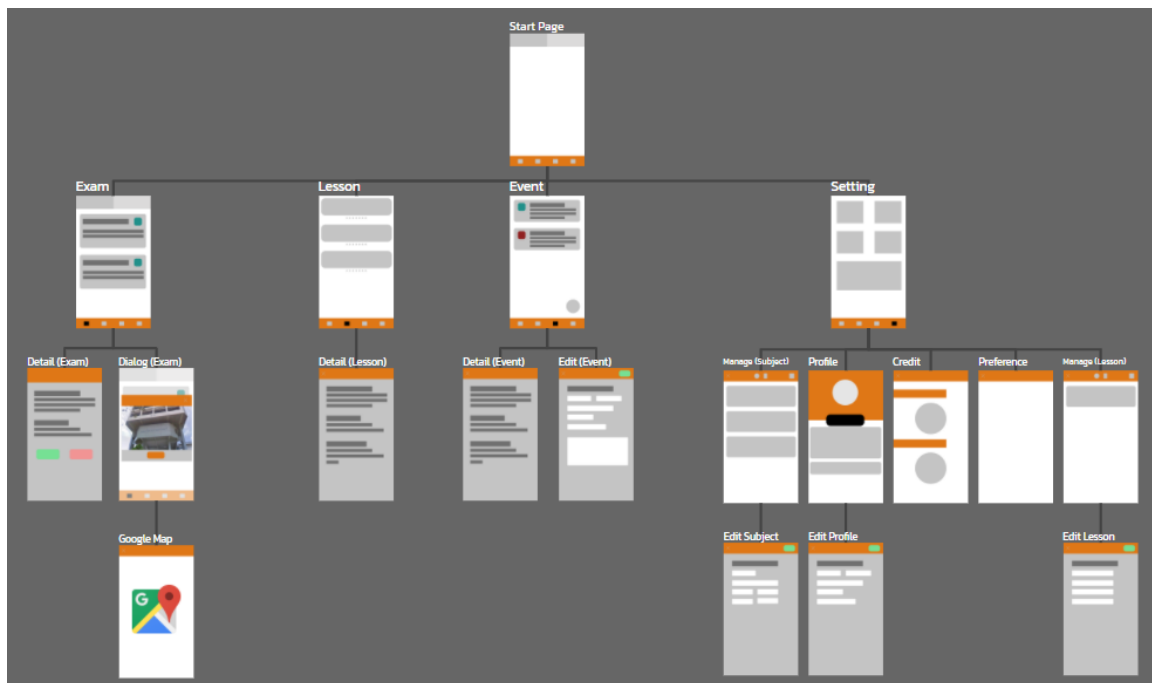 Start Page
Exam
Lesson
Event
Setting
Detail (Exam)
Dialog (Exam)
Detail (Lesson)
Detail (Event)
Edit (Event)
Manage (Subject)
Profile
Credit
Preference
Manage (Lesson)
Google Map
G
Edit Subject
Edit Profile
Edit Lesson